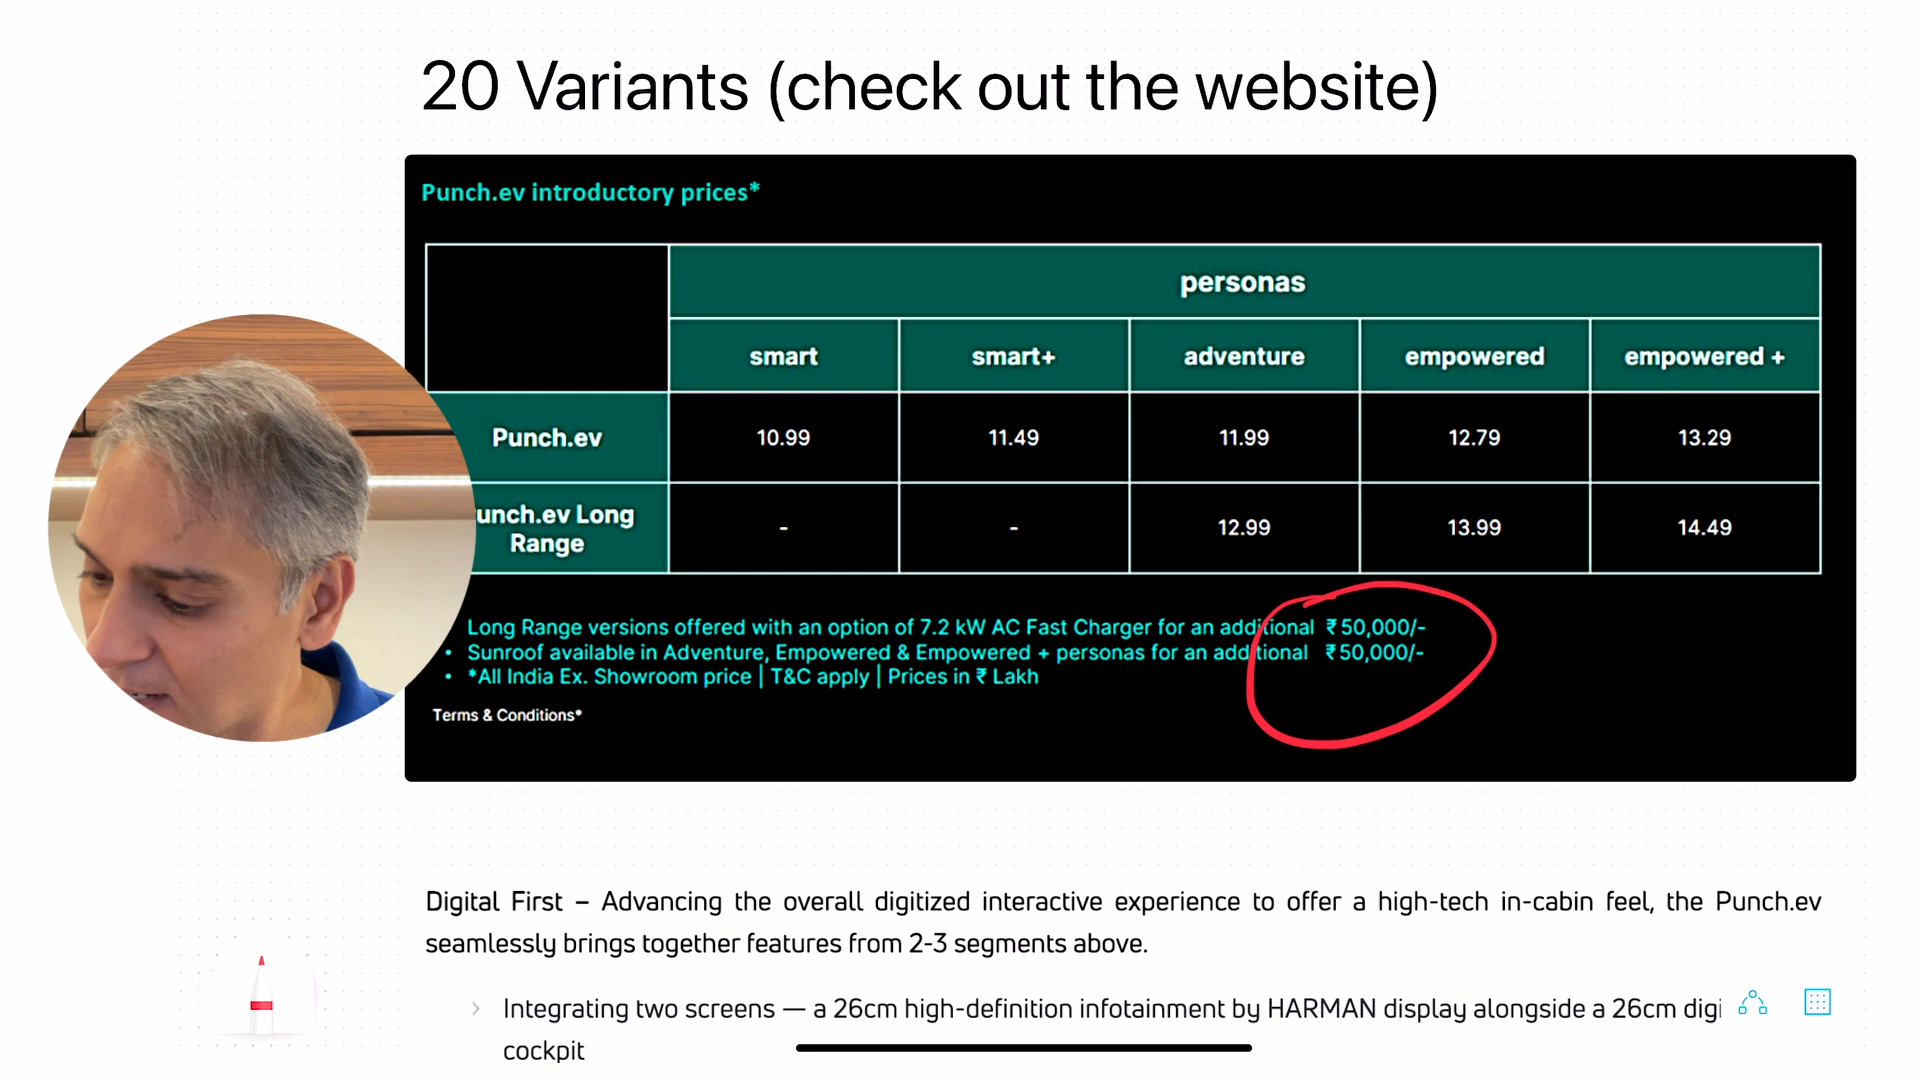 20 Variants (check out the website)
Punch.ev introductory prices*
personas
smart smart+ adventure empowered empowered +
Punch.ev 10.99 11.49 11.99 12.79 13.29
unch.ev Long
Range - - 12.99 13.99 14.49
Long Range versions offered with an option of 7.2 kW AC Fast Charger for an additional ₹50,000/-
• Sunroof available in Adventure, Empowered & Empowered + personas for an additional ₹50,000/-
• *All India Ex. Showroom price | T&C apply | Prices in ₹ Lakh
Terms & Conditions*
Digital First – Advancing the overall digitized interactive experience to offer a high-tech in-cabin feel, the Punch.ev
seamlessly brings together features from 2-3 segments above.
Integrating two screens — a 26cm high-definition infotainment by HARMAN display alongside a 26cm digi
cockpit